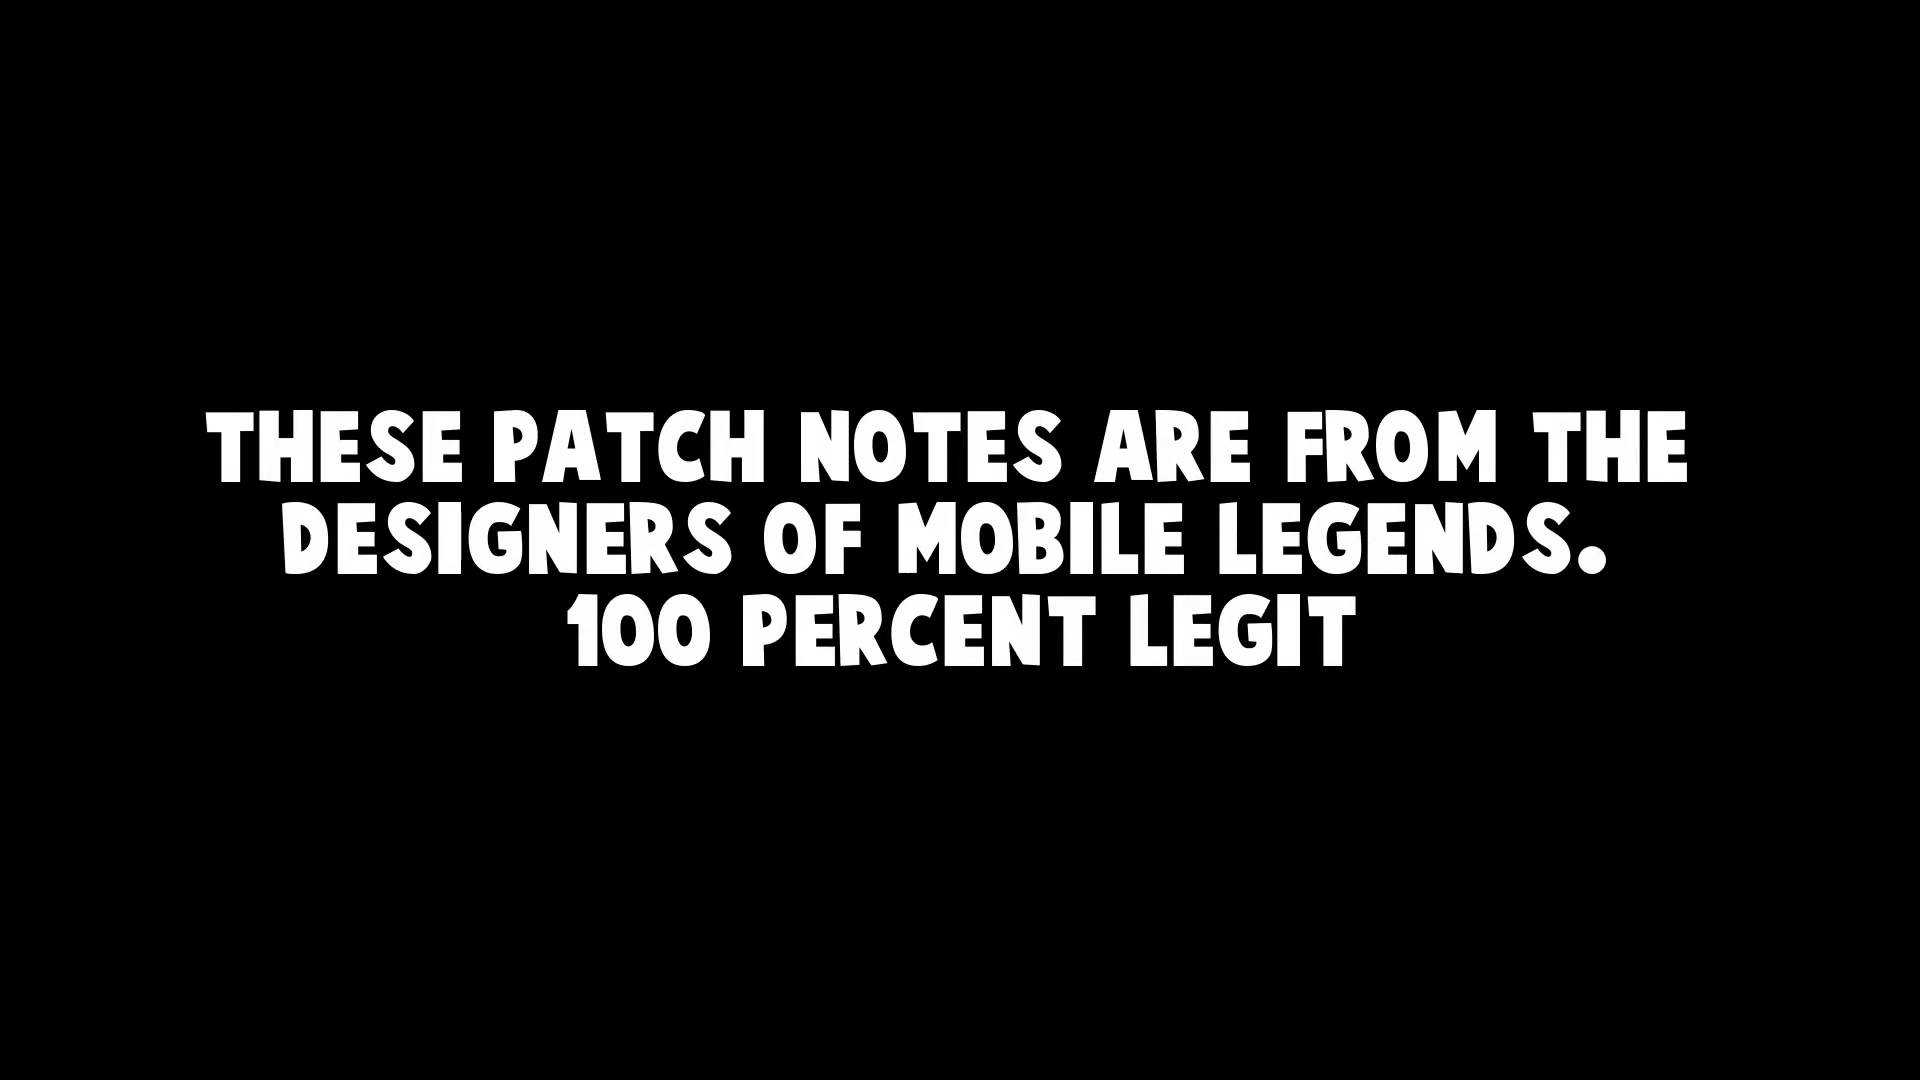 THESE PATCH NOTES ARE FROM THE
DESIGNERS OF MOBILE LEGENDS.
100 PERCENT LEGIT